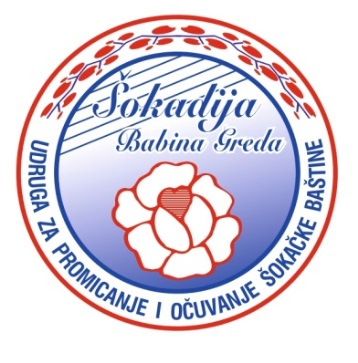 Šokadija
Babina Greda
UDRUGA ZA PROMICANJE I OČUVANJE ŠOKAČKE BAŠTINE